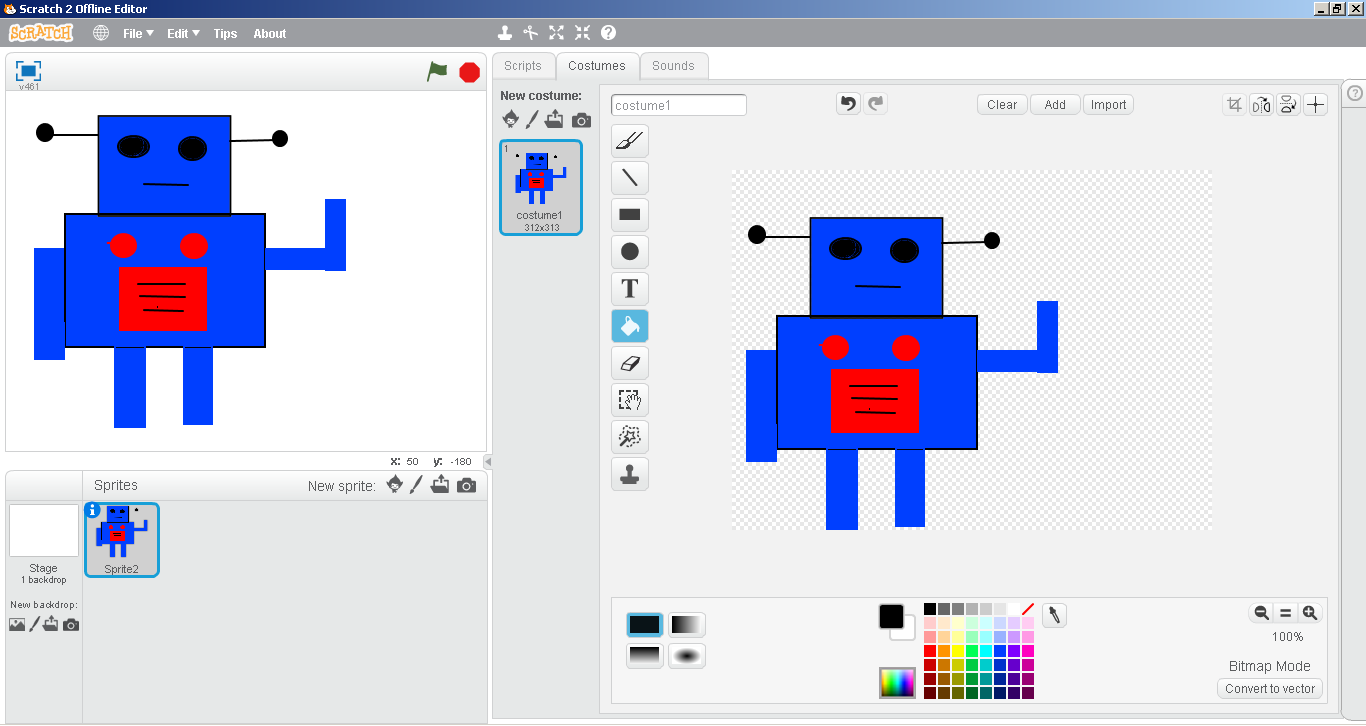 Scratch 2 Offline Editor
SCRATCH
File
Edit
Tips
About
?
v461
Scripts
Costumes
Sounds
New costume:
costume1
Clear
Add
Import
?
1
costume1
312x313
T
x: 50 y: -180
Sprites
New sprite:
i
Sprite2
Stage
1 backdrop
New backdrop:
100%
Bitmap Mode
Convert to vector